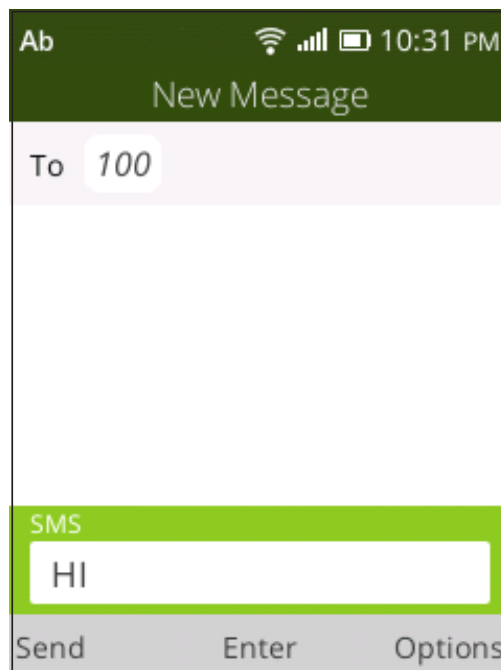 Ab 10:31 PM
New Message
To 100
SMS
HI
Send Enter Options